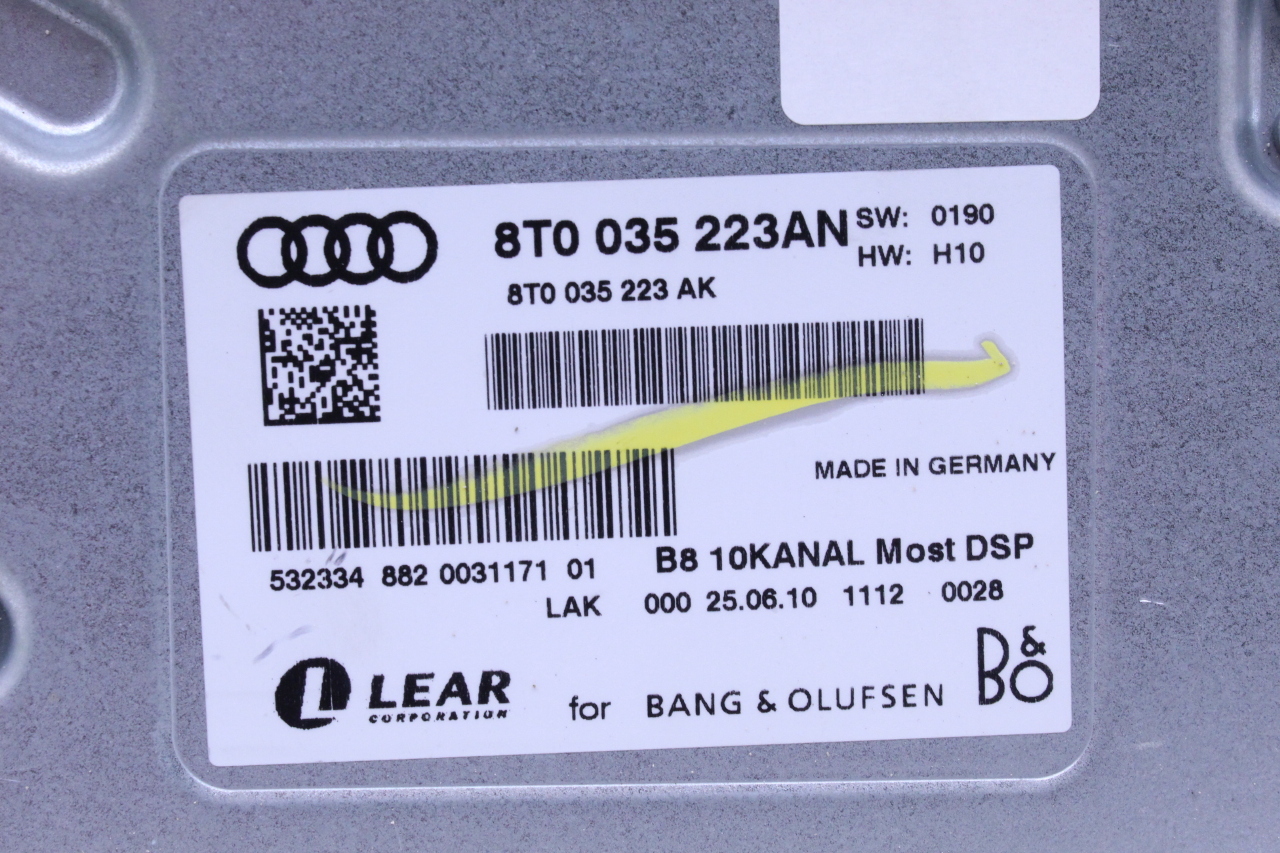 8T0 035 223AN SW: 0190
HW: H10
8T0 035 223 AK
MADE IN GERMANY
532334 882 0031171 01
B8 10KANAL Most DSP
LAK 000 25.06.10 1112 0028
LEAR
CORPORATION
for BANG & OLUFSEN
B&O